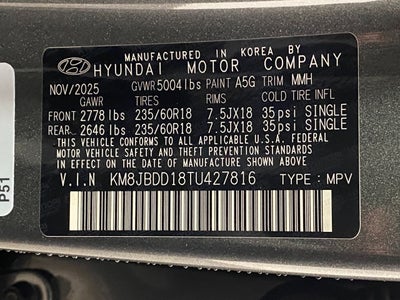 MANUFACTURED IN KOREA BY
HYUNDAI MOTOR COMPANY
NOV/2025 GVWR 5004 lbs PAINT A5G TRIM MMH
GAWR TIRES RIMS COLD TIRE INFL
FRONT 2778 lbs 235/60R18 7.5JX18 35psi SINGLE
REAR 2646 lbs 235/60R18 7.5JX18 35psi SINGLE
THIS VEHICLE CONFORMS TO ALL APPLICABLE U.S.A. FEDERAL
MOTOR VEHICLE SAFETY AND THEFT PREVENTION STANDARDS
IN EFFECT ON THE DATE OF MANUFACTURE SHOWN ABOVE.
V.I.N KM8JBDD18TU427816 TYPE: MPV
P51